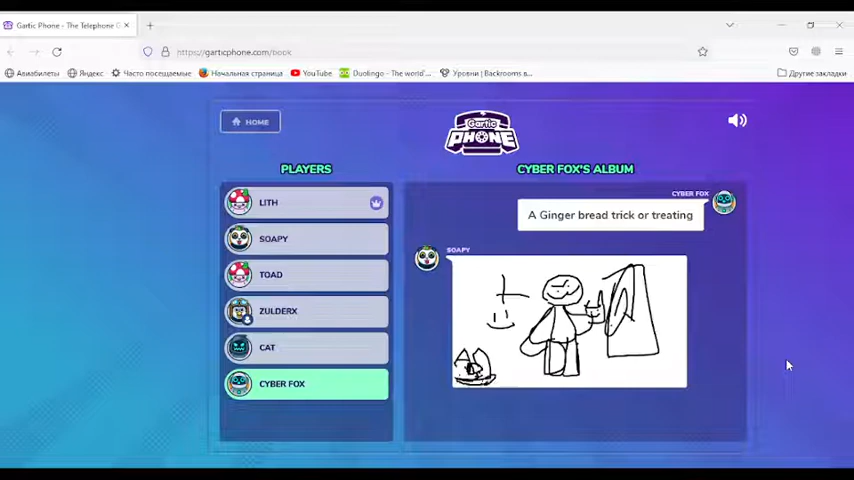 Gartic Phone - The Telephone G
https://garticphone.com/book
Авиабилеты
Яндекс
Часто посещаемые
Начальная страница
YouTube
Duolingo - The world'...
Уровни | Backrooms в...
Другие закладки
HOME
Gartic
PHONE
PLAYERS
CYBER FOX'S ALBUM
LITH
SOAPY
TOAD
ZULDERX
CAT
CYBER FOX
CYBER FOX
A Ginger bread trick or treating
SOAPY